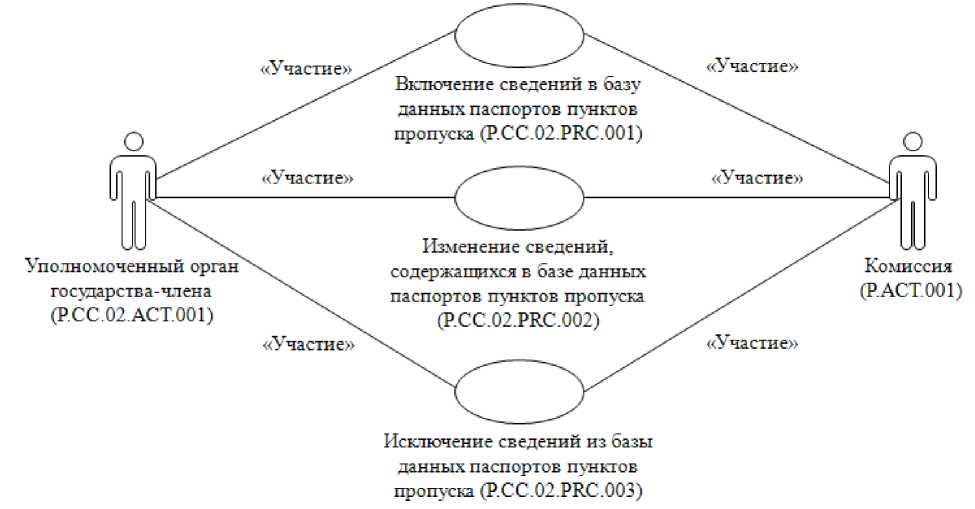 «Участие»
«Участие»
Включение сведений в базу
данных паспортов пунктов
пропуска (P.CC.02.PRC.001)
«Участие»
«Участие»
Уполномоченный орган
государства-члена
(P.CC.02.ACT.001)
Изменение сведений,
содержащихся в базе данных
паспортов пунктов пропуска
(P.CC.02.PRC.002)
Комиссия
(P.ACT.001)
«Участие»
«Участие»
Исключение сведений из базы
данных паспортов пунктов
пропуска (P.CC.02.PRC.003)